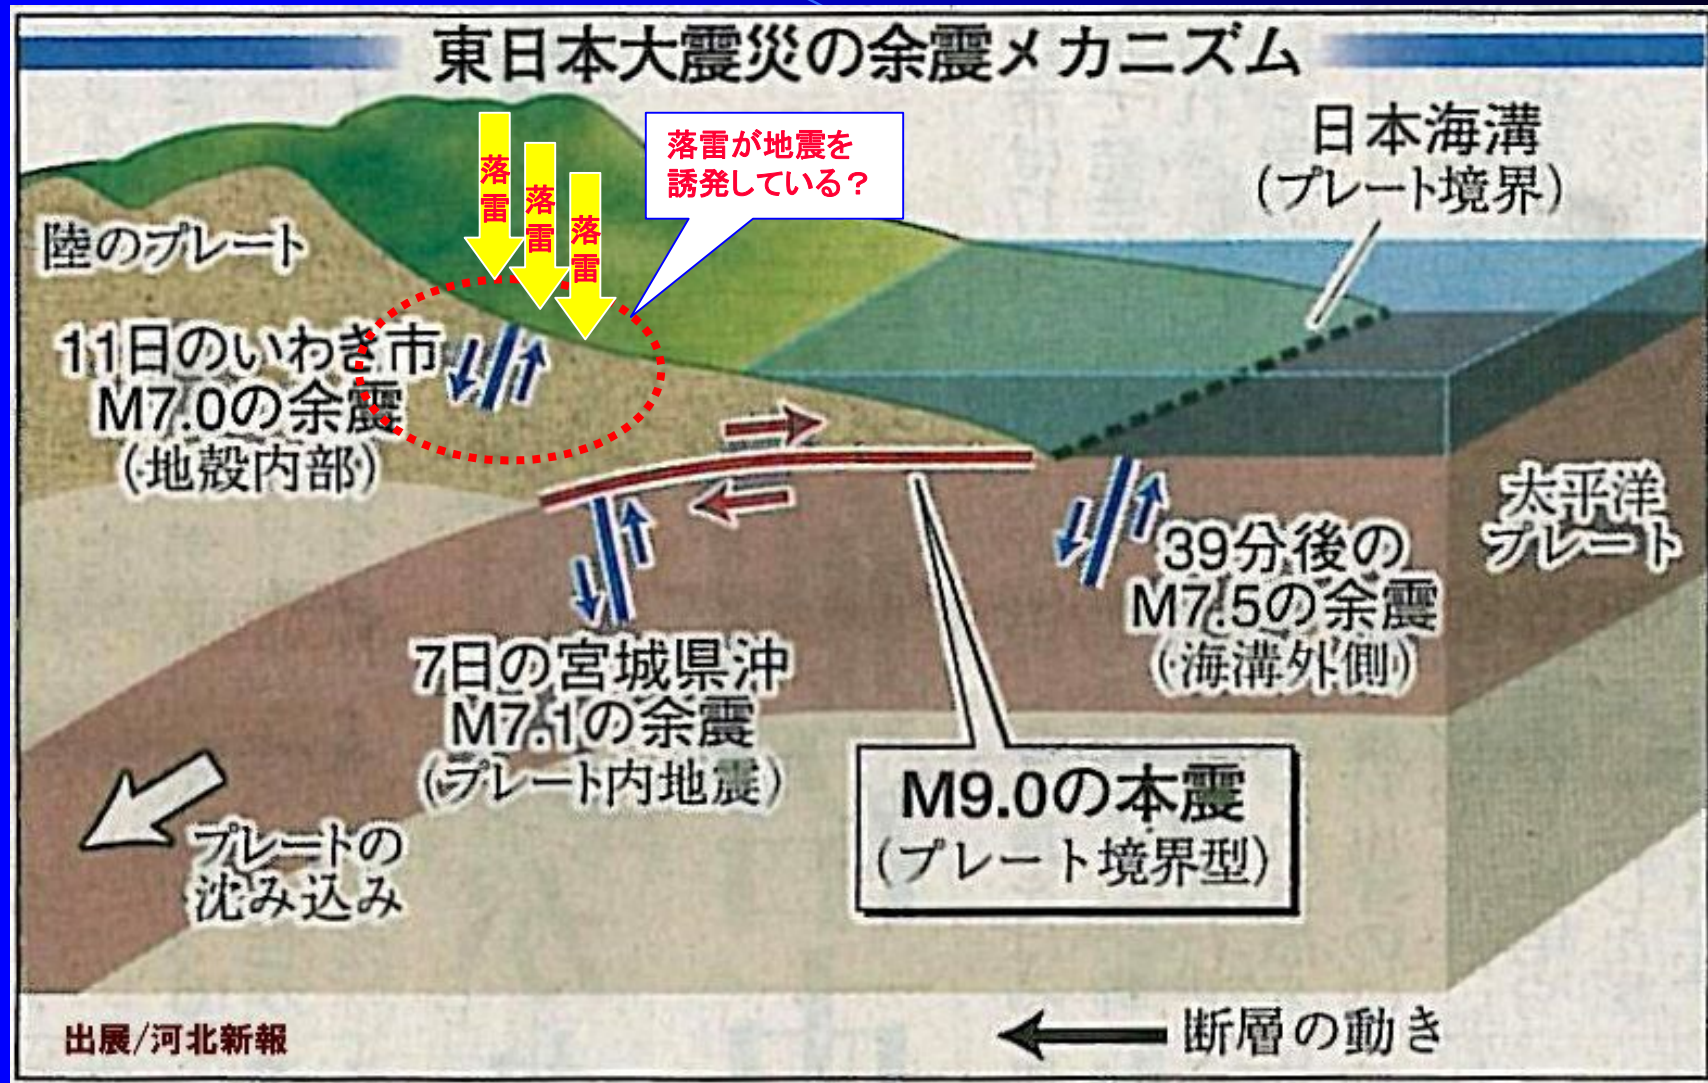 東日本大震災の余震メカニズム
落雷
落雷
落雷
落雷が地震を
誘発している？
日本海溝
(プレート境界)
陸のプレート
11日のいわき市
M7.0の余震
(地殻内部)
太平洋
プレート
39分後の
M7.5の余震
(海溝外側)
7日の宮城県沖
M7.1の余震
(プレート内地震)
M9.0の本震
(プレート境界型)
プレートの
沈み込み
出展/河北新報
断層の動き